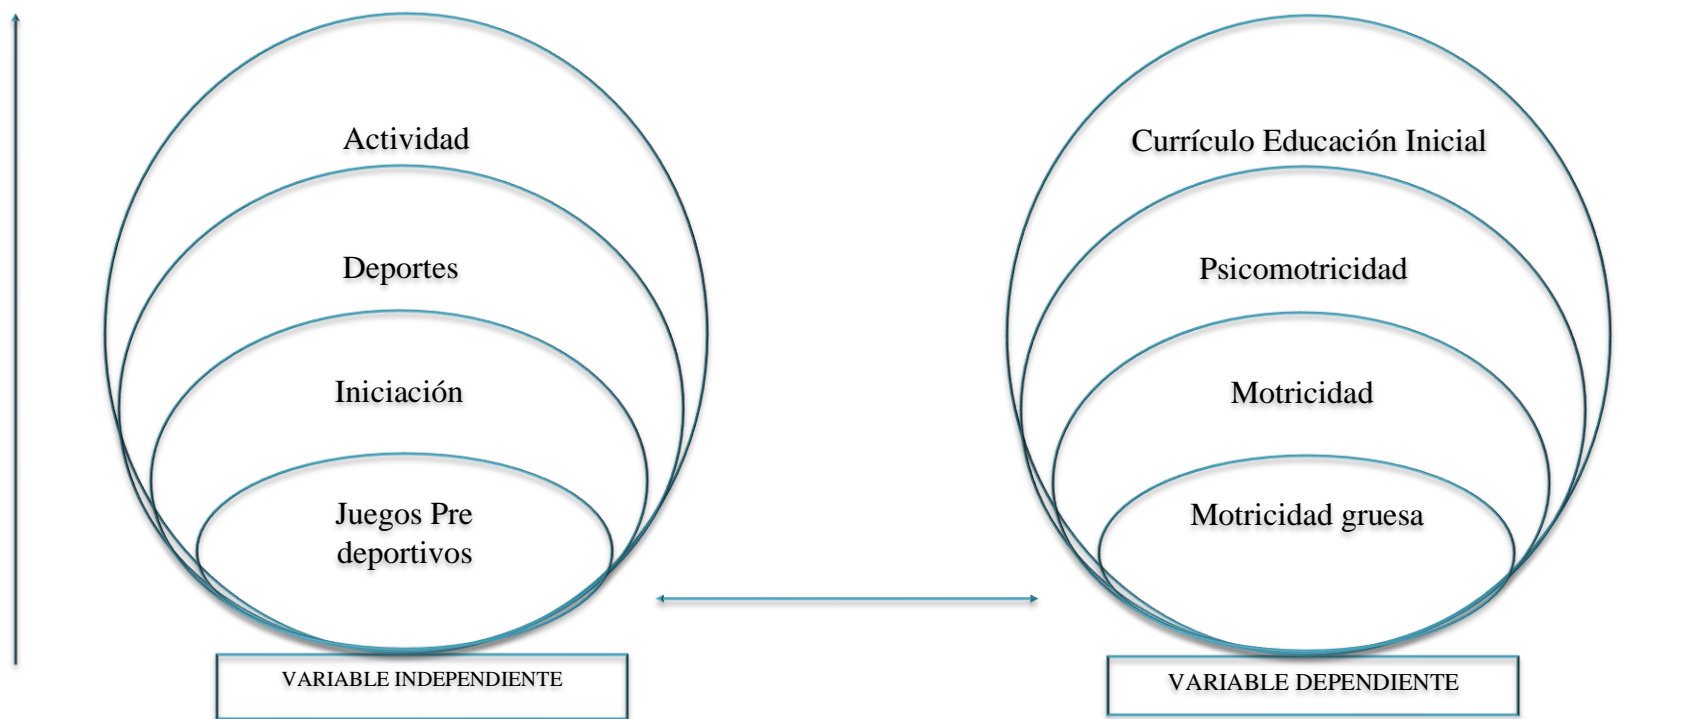 Actividad
Deportes
Iniciación
Juegos Pre
deportivos
VARIABLE INDEPENDIENTE
Currículo Educación Inicial
Psicomotricidad
Motricidad
Motricidad gruesa
VARIABLE DEPENDIENTE